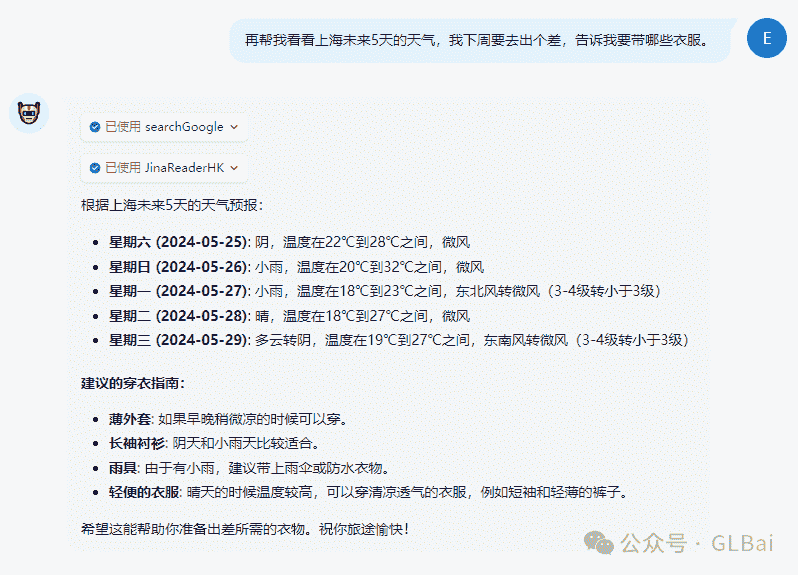 再帮我看看上海未来5天的天气，我下周要去出个差，告诉我要带哪些衣服。
E
已使用 searchGoogle
已使用 JinaReaderHK
根据上海未来5天的天气预报：
星期六 (2024-05-25): 阴，温度在22℃到28℃之间，微风
星期日 (2024-05-26): 小雨，温度在20℃到32℃之间，微风
星期一 (2024-05-27): 小雨，温度在18℃到23℃之间，东北风转微风（3-4级转小于3级）
星期二 (2024-05-28): 晴，温度在18℃到27℃之间，微风
星期三 (2024-05-29): 多云转阴，温度在19℃到27℃之间，东南风转微风（3-4级转小于3级）
建议的穿衣指南：
薄外套: 如果早晚稍微凉的时候可以穿。
长袖衬衫: 阴天和小雨天比较适合。
雨具: 由于有小雨，建议带上雨伞或防水衣物。
轻便的衣服: 晴天的时候温度较高，可以穿清凉透气的衣服，例如短袖和轻薄的裤子。
希望这能帮助你准备出差所需的衣物。祝你旅途愉快！
公众号 · GLBai